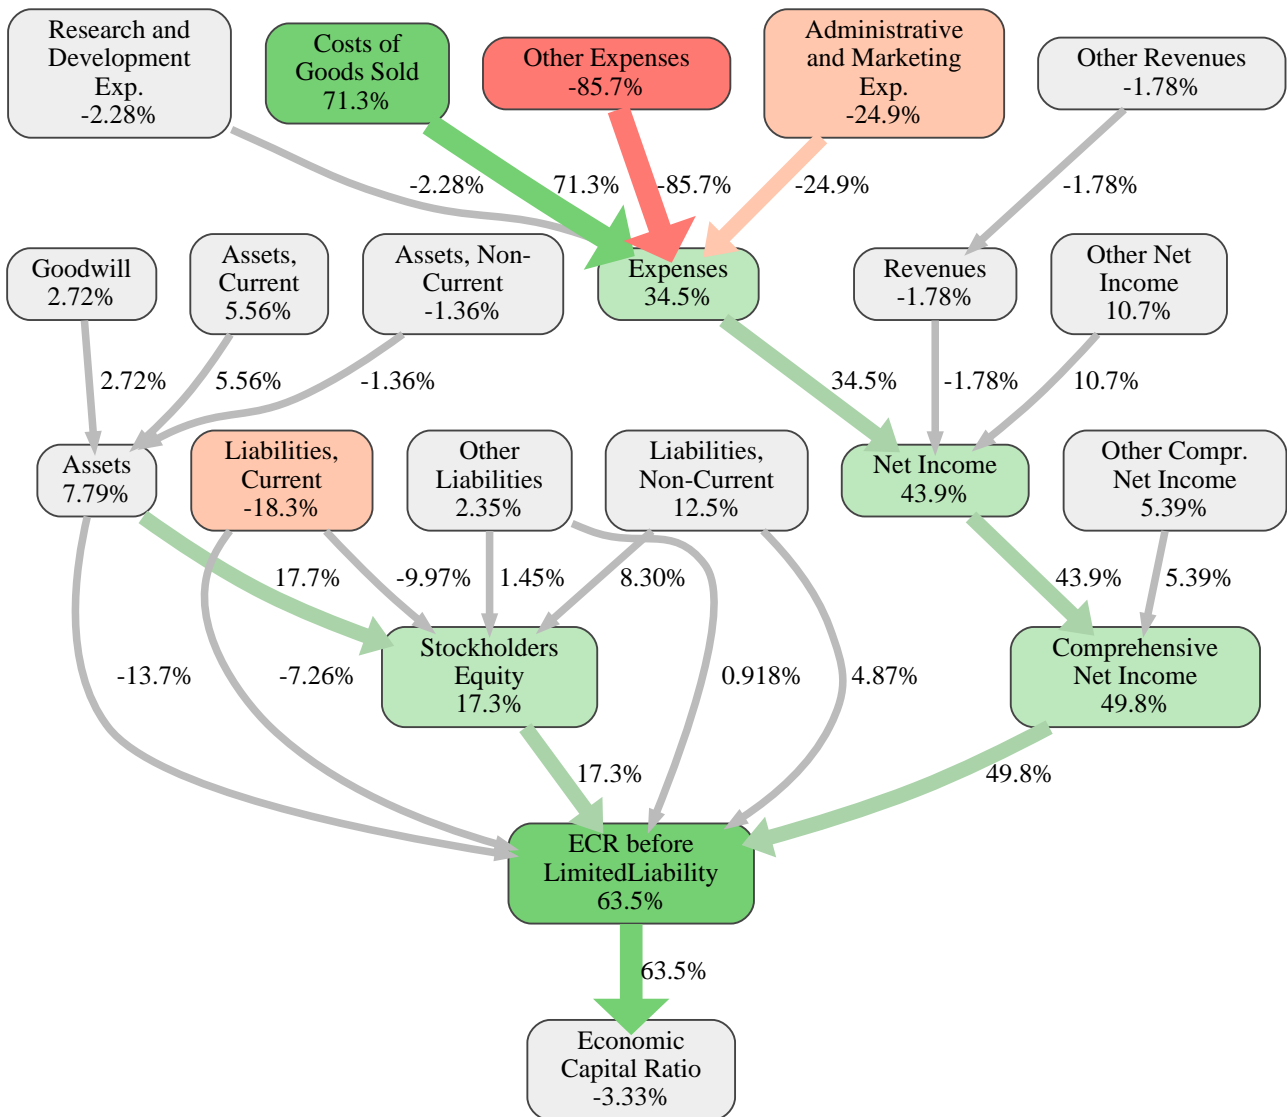 Research and
Development
Exp.
-2.28%
Costs of
Goods Sold
71.3%
Other Expenses
-85.7%
Administrative
and Marketing
Exp.
-24.9%
Other Revenues
-1.78%
-2.28%
71.3%
-85.7%
-24.9%
-1.78%
Goodwill
2.72%
Assets,
Current
5.56%
Assets, Non-
Current
-1.36%
Expenses
34.5%
Revenues
-1.78%
Other Net
Income
10.7%
2.72%
5.56%
-1.36%
34.5%
-1.78%
10.7%
Assets
7.79%
Liabilities,
Current
-18.3%
Other
Liabilities
2.35%
Liabilities,
Non-Current
12.5%
Net Income
43.9%
Other Compr.
Net Income
5.39%
17.7%
-9.97%
1.45%
8.30%
43.9%
5.39%
-13.7%
-7.26%
Stockholders
Equity
17.3%
0.918%
4.87%
Comprehensive
Net Income
49.8%
17.3%
49.8%
ECR before
LimitedLiability
63.5%
63.5%
Economic
Capital Ratio
-3.33%